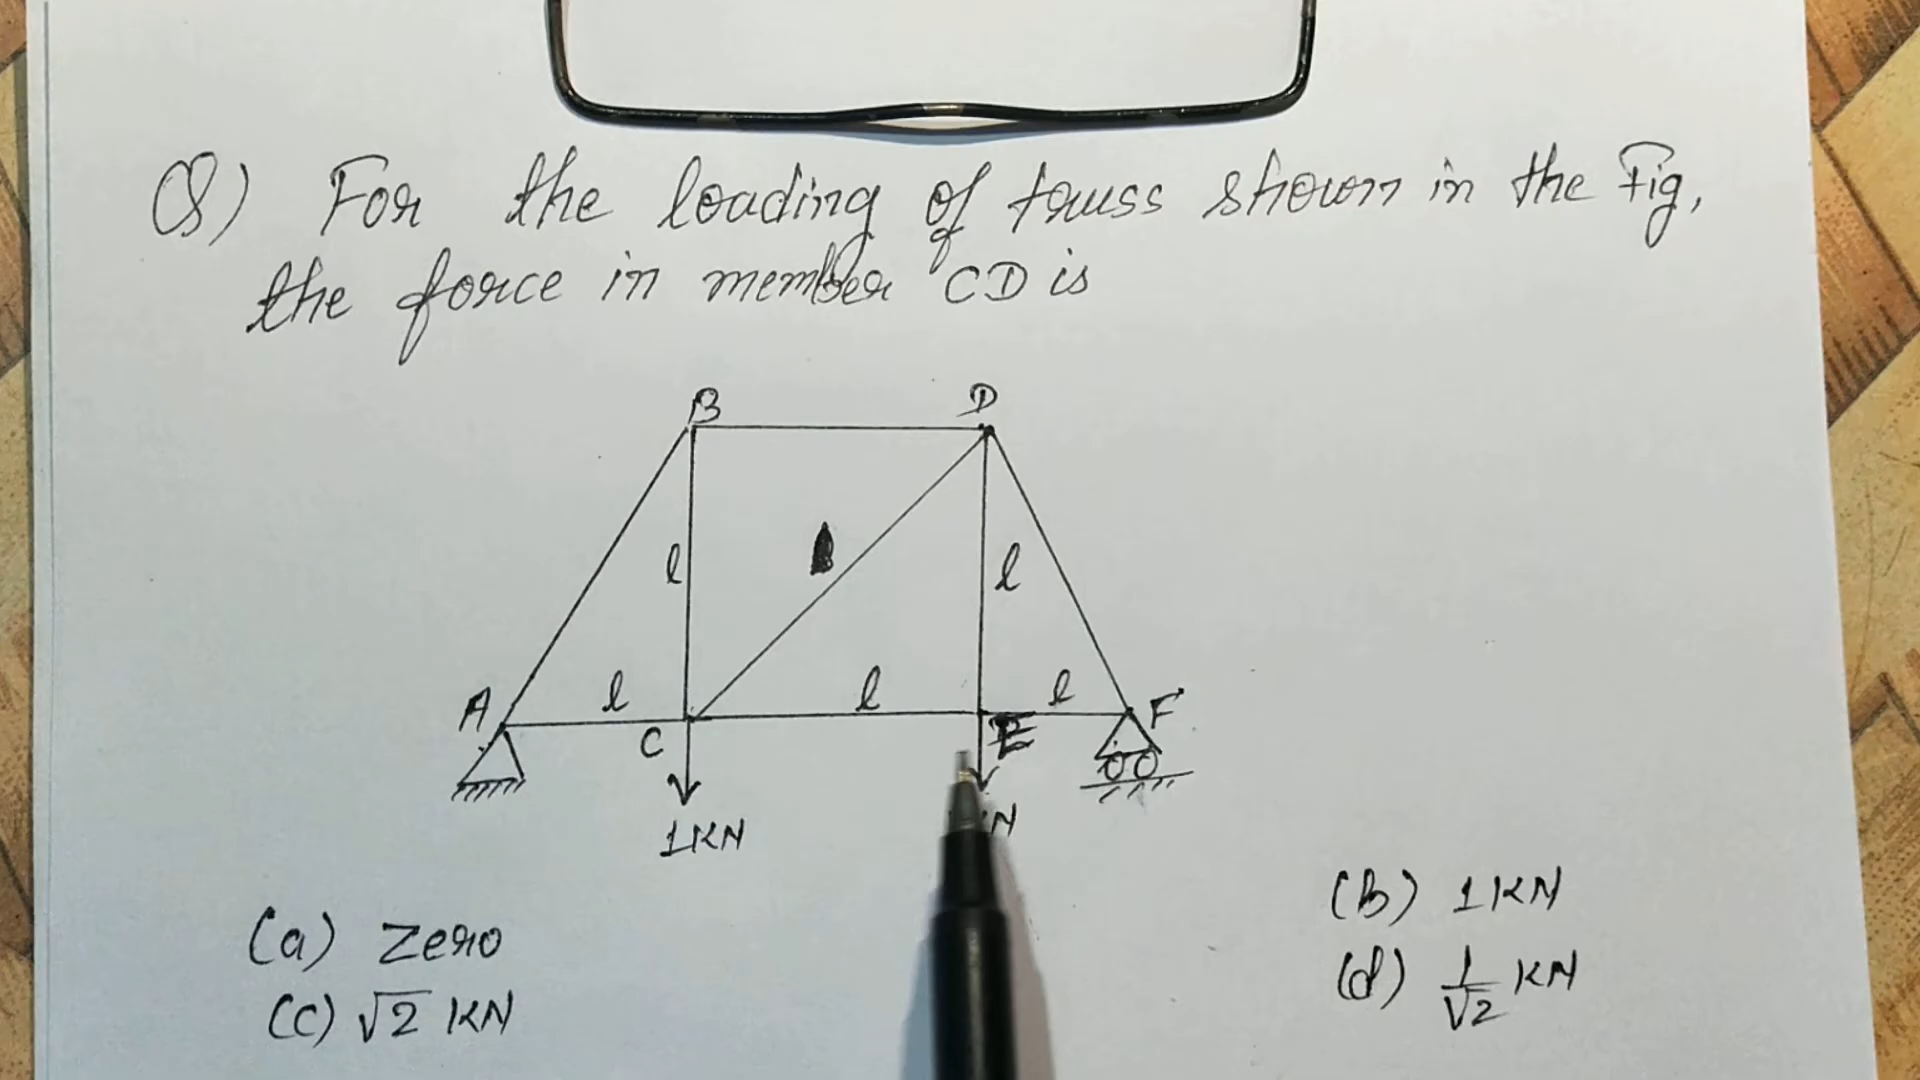 Q) For the loading of truss shown in the Fig,
the force in member CD is
B D
l l
A l l l F
C E
1KN N
(a) Zero (b) 1KN
(c) √2 KN (d) 1/√2 KN